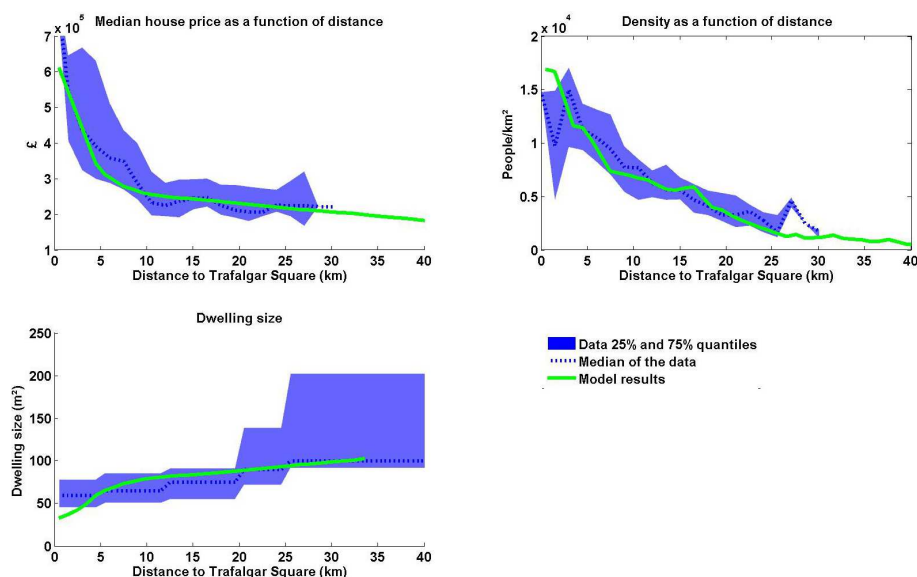 Median house price as a function of distance
x 10⁵
7
6
5
4
3
2
1
£
0 5 10 15 20 25 30 35 40
Distance to Trafalgar Square (km)
Density as a function of distance
x 10⁴
2
1.5
1
0.5
0
People/km²
0 5 10 15 20 25 30 35 40
Distance to Trafalgar Square (km)
Dwelling size
250
200
150
100
50
0
Dwelling size (m²)
0 5 10 15 20 25 30 35 40
Distance to Trafalgar Square (km)
Data 25% and 75% quantiles
Median of the data
Model results